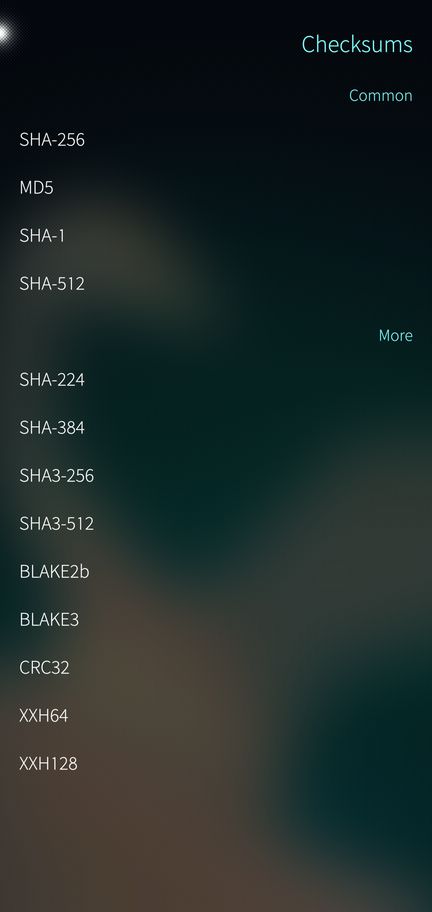 Checksums
Common
SHA-256
MD5
SHA-1
SHA-512
More
SHA-224
SHA-384
SHA3-256
SHA3-512
BLAKE2b
BLAKE3
CRC32
XXH64
XXH128